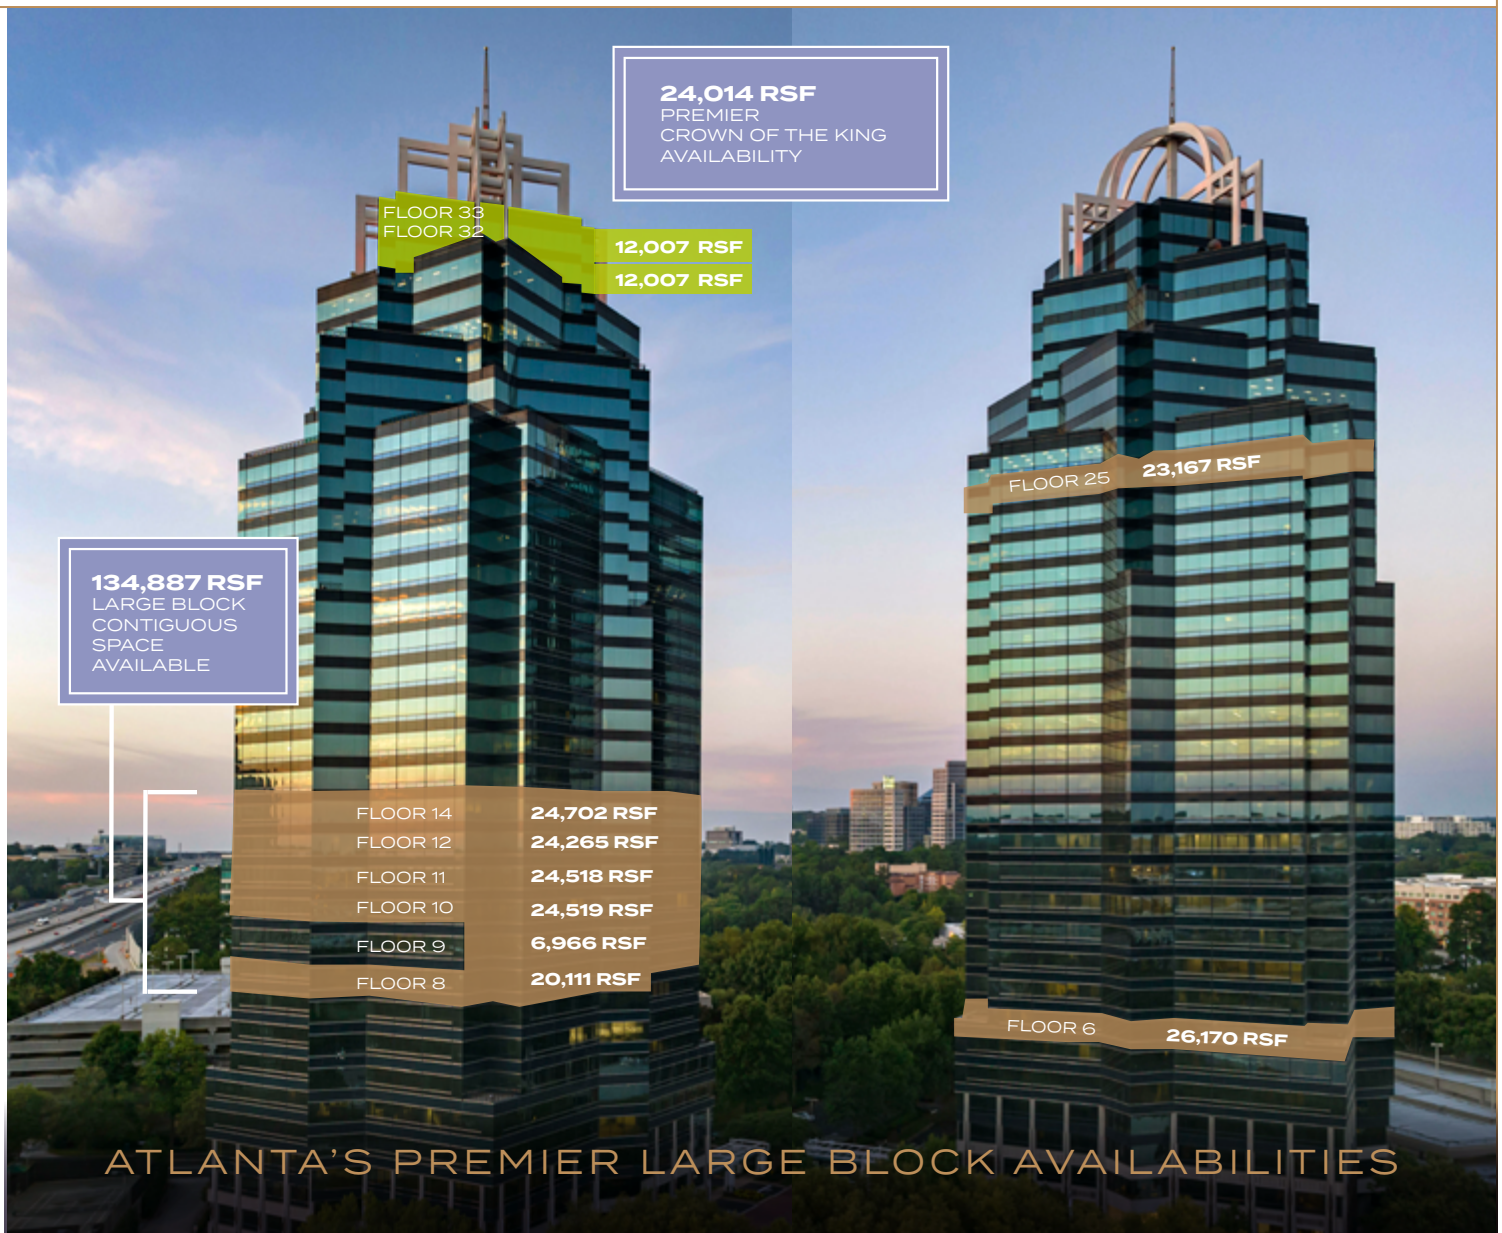 24,014 RSF
PREMIER
CROWN OF THE KING
AVAILABILITY
FLOOR 33
FLOOR 32
12,007 RSF
12,007 RSF
FLOOR 25 23,167 RSF
134,887 RSF
LARGE BLOCK
CONTIGUOUS
SPACE
AVAILABLE
FLOOR 14 24,702 RSF
FLOOR 12 24,265 RSF
FLOOR 11 24,518 RSF
FLOOR 10 24,519 RSF
FLOOR 9 6,966 RSF
FLOOR 8 20,111 RSF
FLOOR 6 26,170 RSF
ATLANTA'S PREMIER LARGE BLOCK AVAILABILITIES